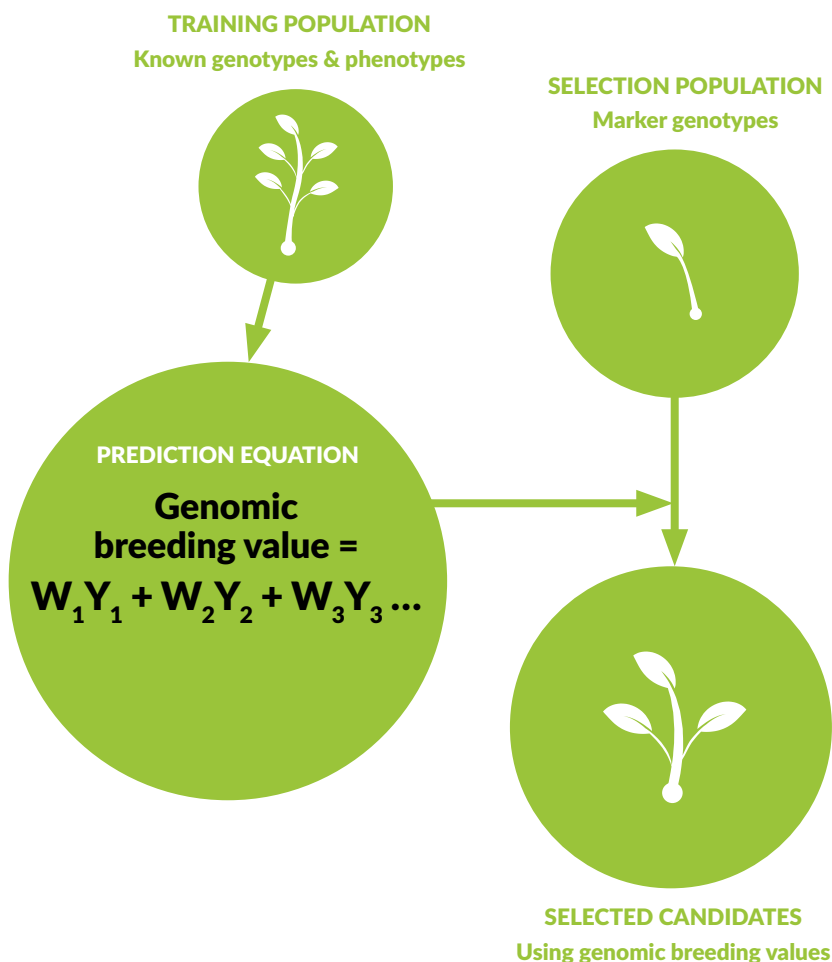 TRAINING POPULATION
Known genotypes & phenotypes
SELECTION POPULATION
Marker genotypes
PREDICTION EQUATION
Genomic
breeding value =
W₁Y₁ + W₂Y₂ + W₃Y₃ ...
SELECTED CANDIDATES
Using genomic breeding values